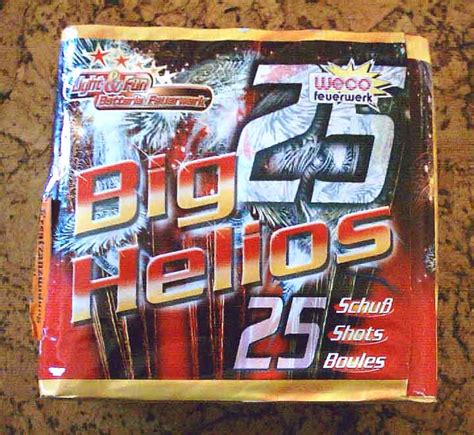 Light & Fun
Batterie Feuerwerk
25
weco
feuerwerk
Big
Helios
25
Schuß
Shots
Boules